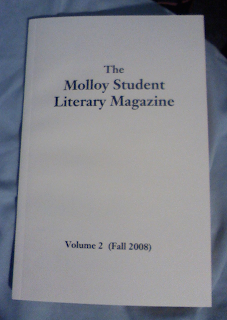 The
Molloy Student
Literary Magazine
Volume 2 (Fall 2008)